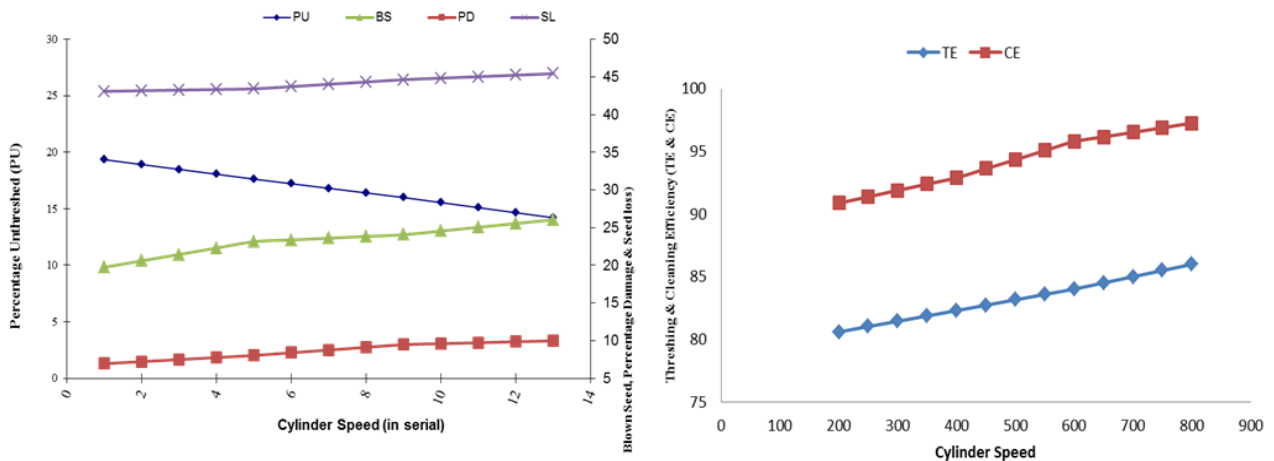 PU BS PD SL
30
25
20
15
10
5
0
50
45
40
35
30
25
20
15
10
5
0 2 4 6 8 10 12 14
Percentage Unthreshed (PU)
Blown Seed, Percentage Damage & Seed loss)
Cylinder Speed (in serial)
TE CE
100
95
90
85
80
75
0 100 200 300 400 500 600 700 800 900
Threshing & Cleaning Efficiency (TE & CE)
Cylinder Speed